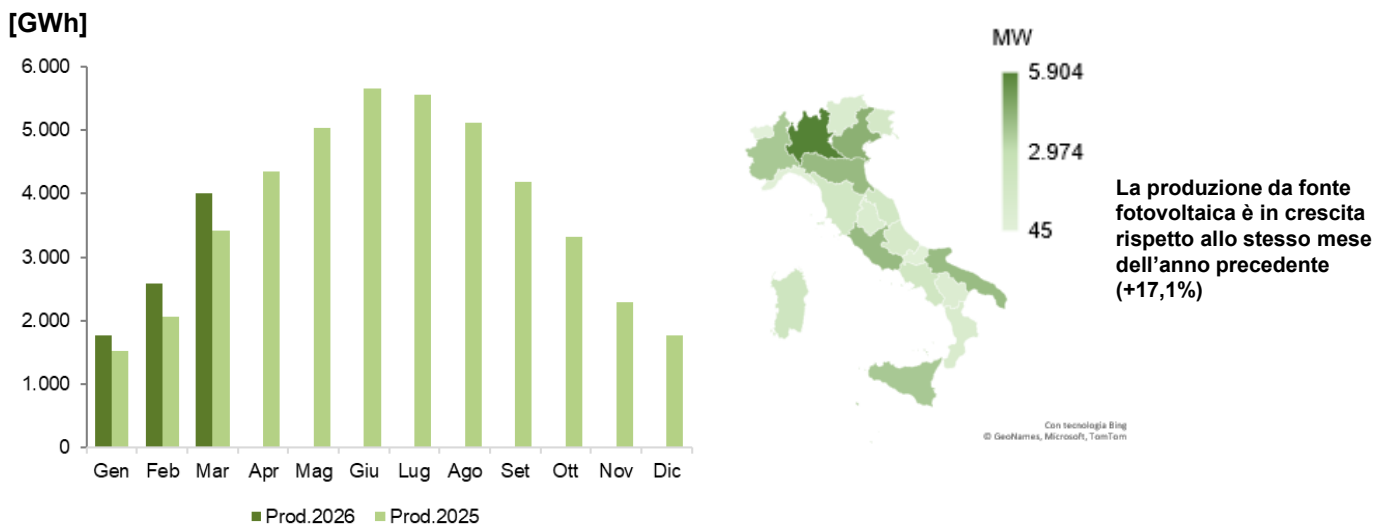 [GWh]
6.000
5.000
4.000
3.000
2.000
1.000
0
Gen Feb Mar Apr Mag Giu Lug Ago Set Ott Nov Dic
Prod.2026 Prod.2025
MW
5.904
2.974
45
Con tecnologia Bing
© GeoNames, Microsoft, TomTom
La produzione da fonte
fotovoltaica è in crescita
rispetto allo stesso mese
dell’anno precedente
(+17,1%)